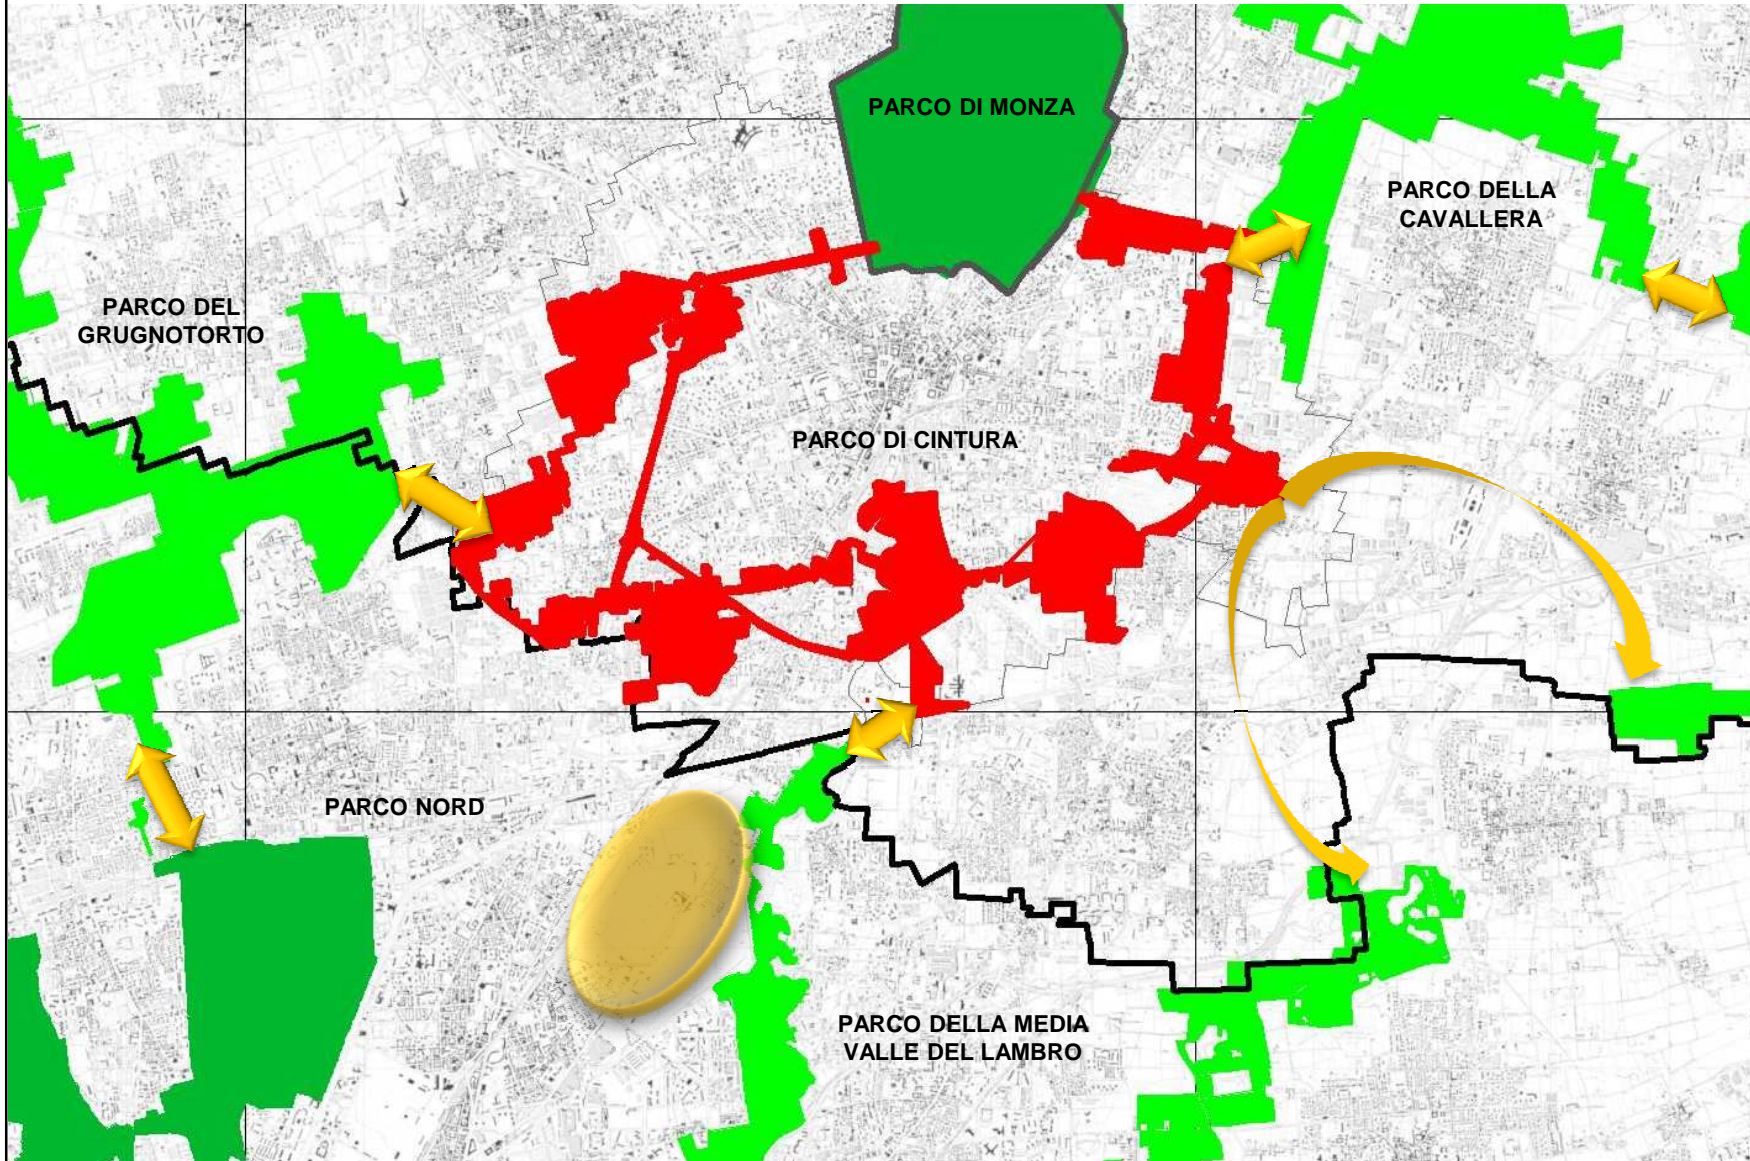 PARCO DI MONZA
PARCO DELLA
CAVALLERA
PARCO DEL
GRUGNOTORTO
PARCO DI CINTURA
PARCO NORD
PARCO DELLA MEDIA
VALLE DEL LAMBRO